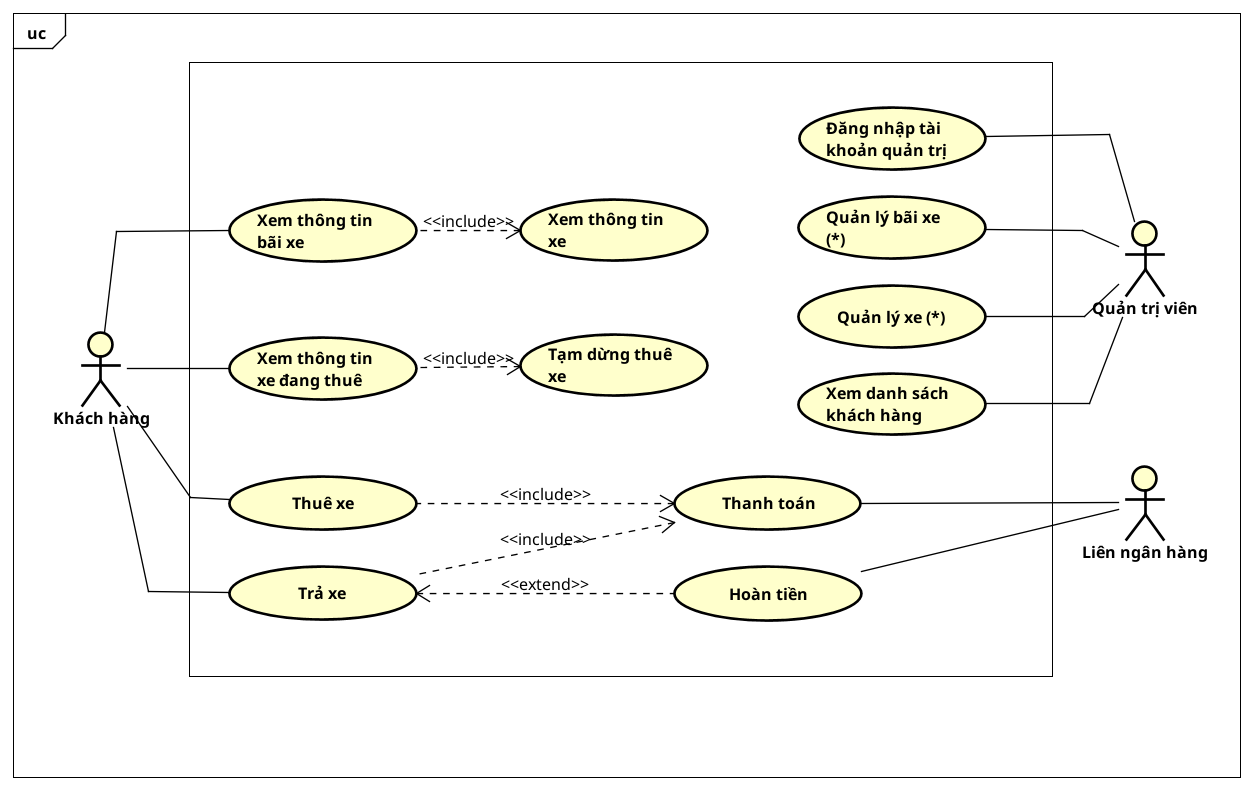 uc
Đăng nhập tài
khoản quản trị
Xem thông tin
bãi xe
<<include>>
Xem thông tin
xe
Quản lý bãi xe
(*)
Quản lý xe (*)
Quản trị viên
Xem thông tin
xe đang thuê
<<include>>
Tạm dừng thuê
xe
Xem danh sách
khách hàng
Khách hàng
Thuê xe
<<include>>
Thanh toán
<<include>>
Liên ngân hàng
Trả xe
<<extend>>
Hoàn tiền